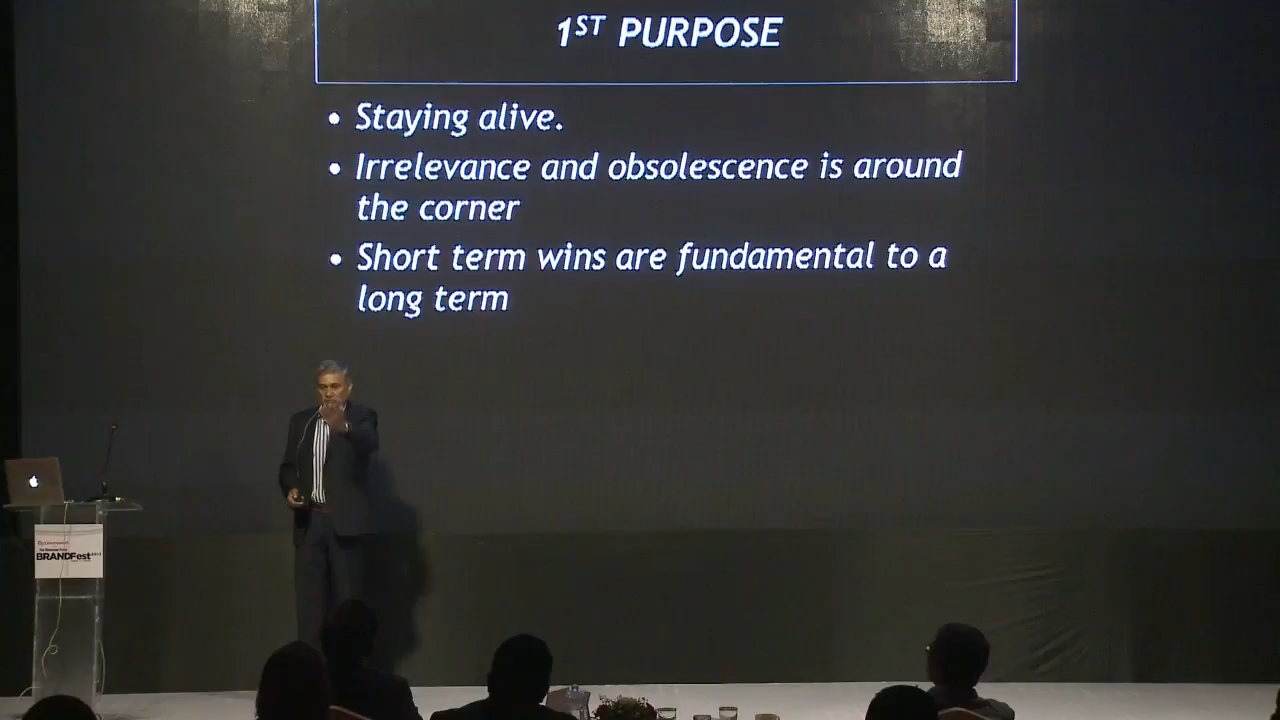 1ST PURPOSE
• Staying alive.
• Irrelevance and obsolescence is around
the corner
• Short term wins are fundamental to a
long term
BRANDFest